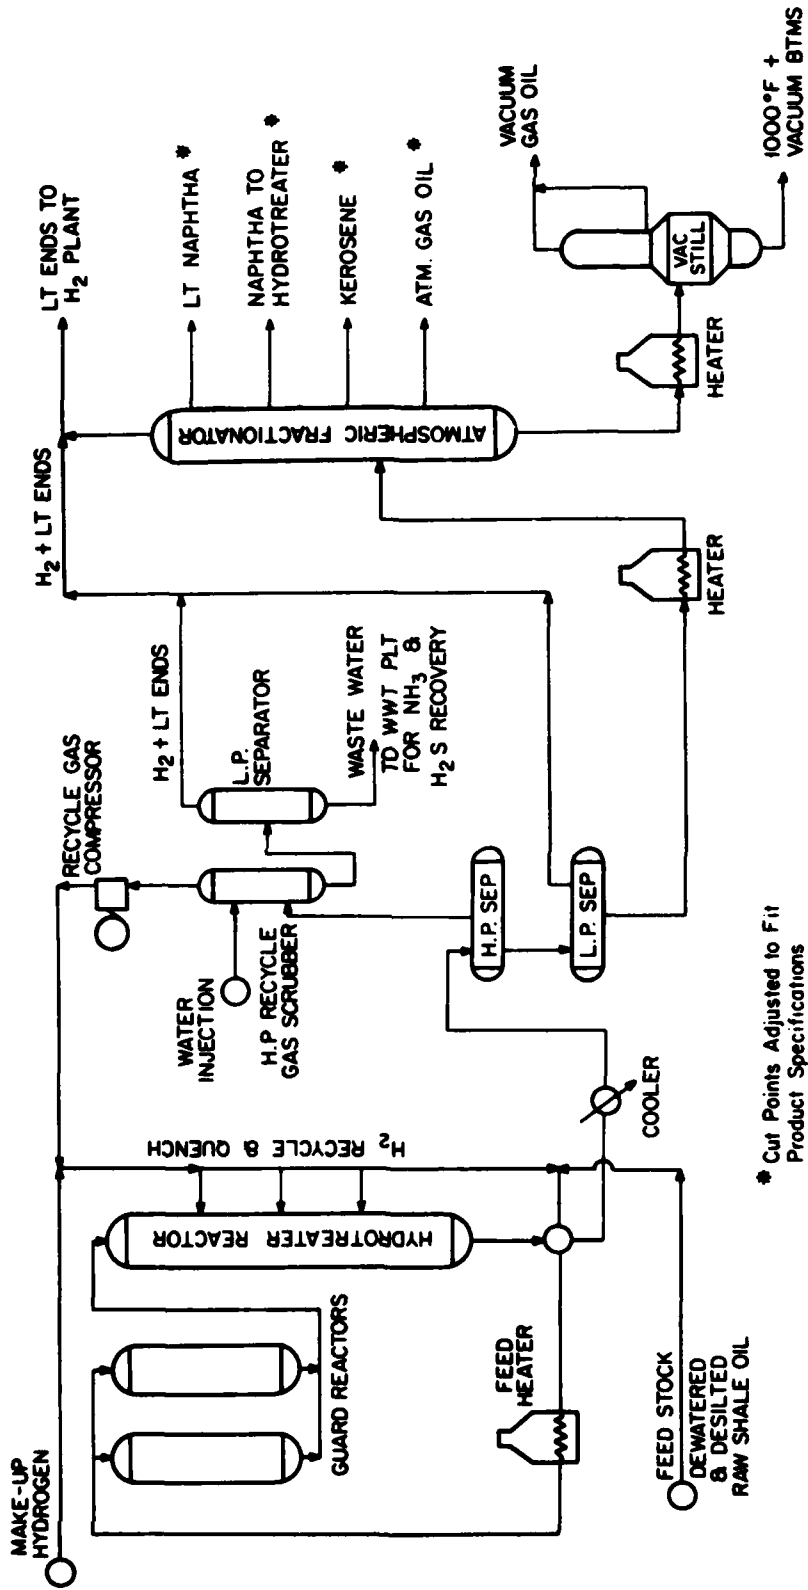 MAKE-UP
HYDROGEN
GUARD REACTORS
HYDROTREATER REACTOR
H2 RECYCLE & QUENCH
FEED
HEATER
FEED STOCK
DEWATERED
& DESILTED
RAW SHALE OIL
COOLER
RECYCLE GAS
COMPRESSOR
WATER
INJECTION
H.P RECYCLE
GAS SCRUBBER
L.P.
SEPARATOR
H2 + LT ENDS
WASTE WATER
TO WWT PLT
FOR NH3 &
H2S RECOVERY
H.P. SEP
L.P. SEP
H2 + LT ENDS
LT ENDS TO
H2 PLANT
ATMOSPHERIC FRACTIONATOR
LT NAPHTHA *
NAPHTHA TO
HYDROTREATER *
KEROSENE *
ATM. GAS OIL *
HEATER
HEATER
VAC
STILL
VACUUM
GAS OIL
1000°F +
VACUUM BTMS
* Cut Points Adjusted to Fit
Product Specifications